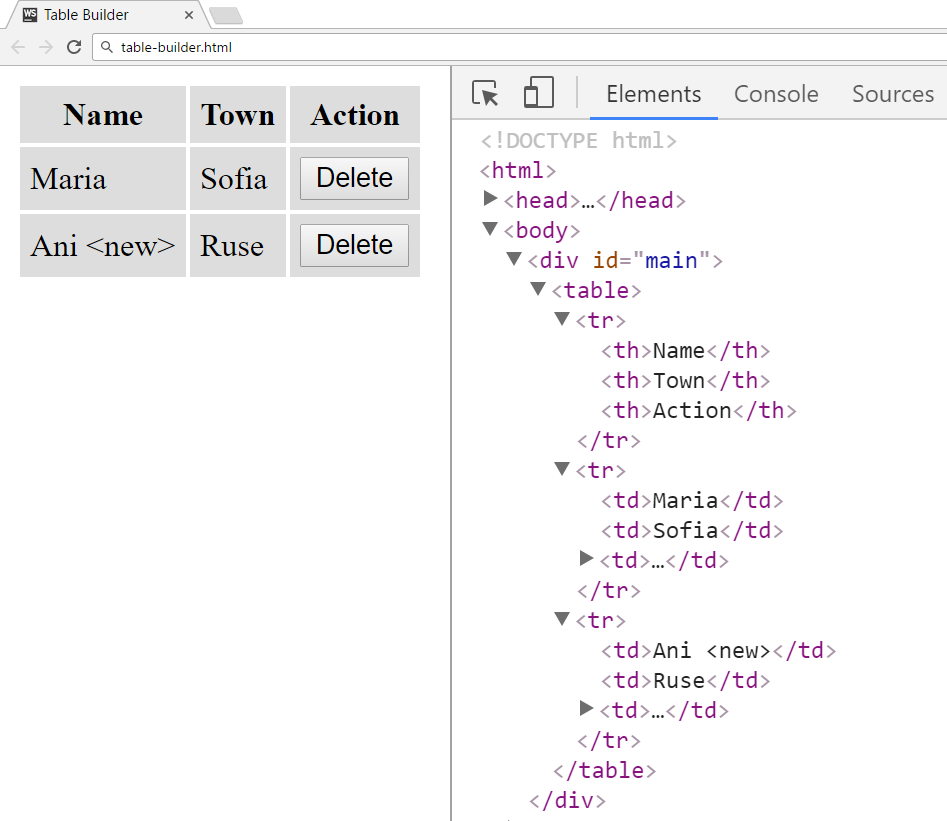 Table Builder
table-builder.html
Name Town Action
Maria Sofia Delete
Ani <new> Ruse Delete
Elements Console Sources
<!DOCTYPE html>
<html>
<head>…</head>
<body>
<div id="main">
<table>
<tr>
<th>Name</th>
<th>Town</th>
<th>Action</th>
</tr>
<tr>
<td>Maria</td>
<td>Sofia</td>
<td>…</td>
</tr>
<tr>
<td>Ani <new></td>
<td>Ruse</td>
<td>…</td>
</tr>
</table>
</div>